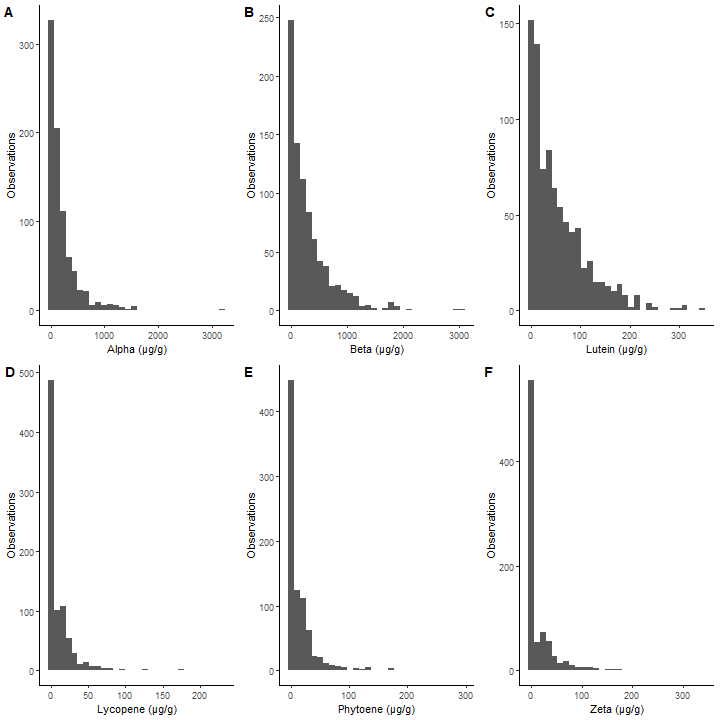 A
Observations
300
200
100
0
0 1000 2000 3000
Alpha (µg/g)
B
Observations
250
200
150
100
50
0
0 1000 2000 3000
Beta (µg/g)
C
Observations
150
100
50
0
0 100 200 300
Lutein (µg/g)
D
Observations
500
400
300
200
100
0
0 50 100 150 200
Lycopene (µg/g)
E
Observations
400
300
200
100
0
0 100 200 300
Phytoene (µg/g)
F
Observations
400
200
0
0 100 200 300
Zeta (µg/g)